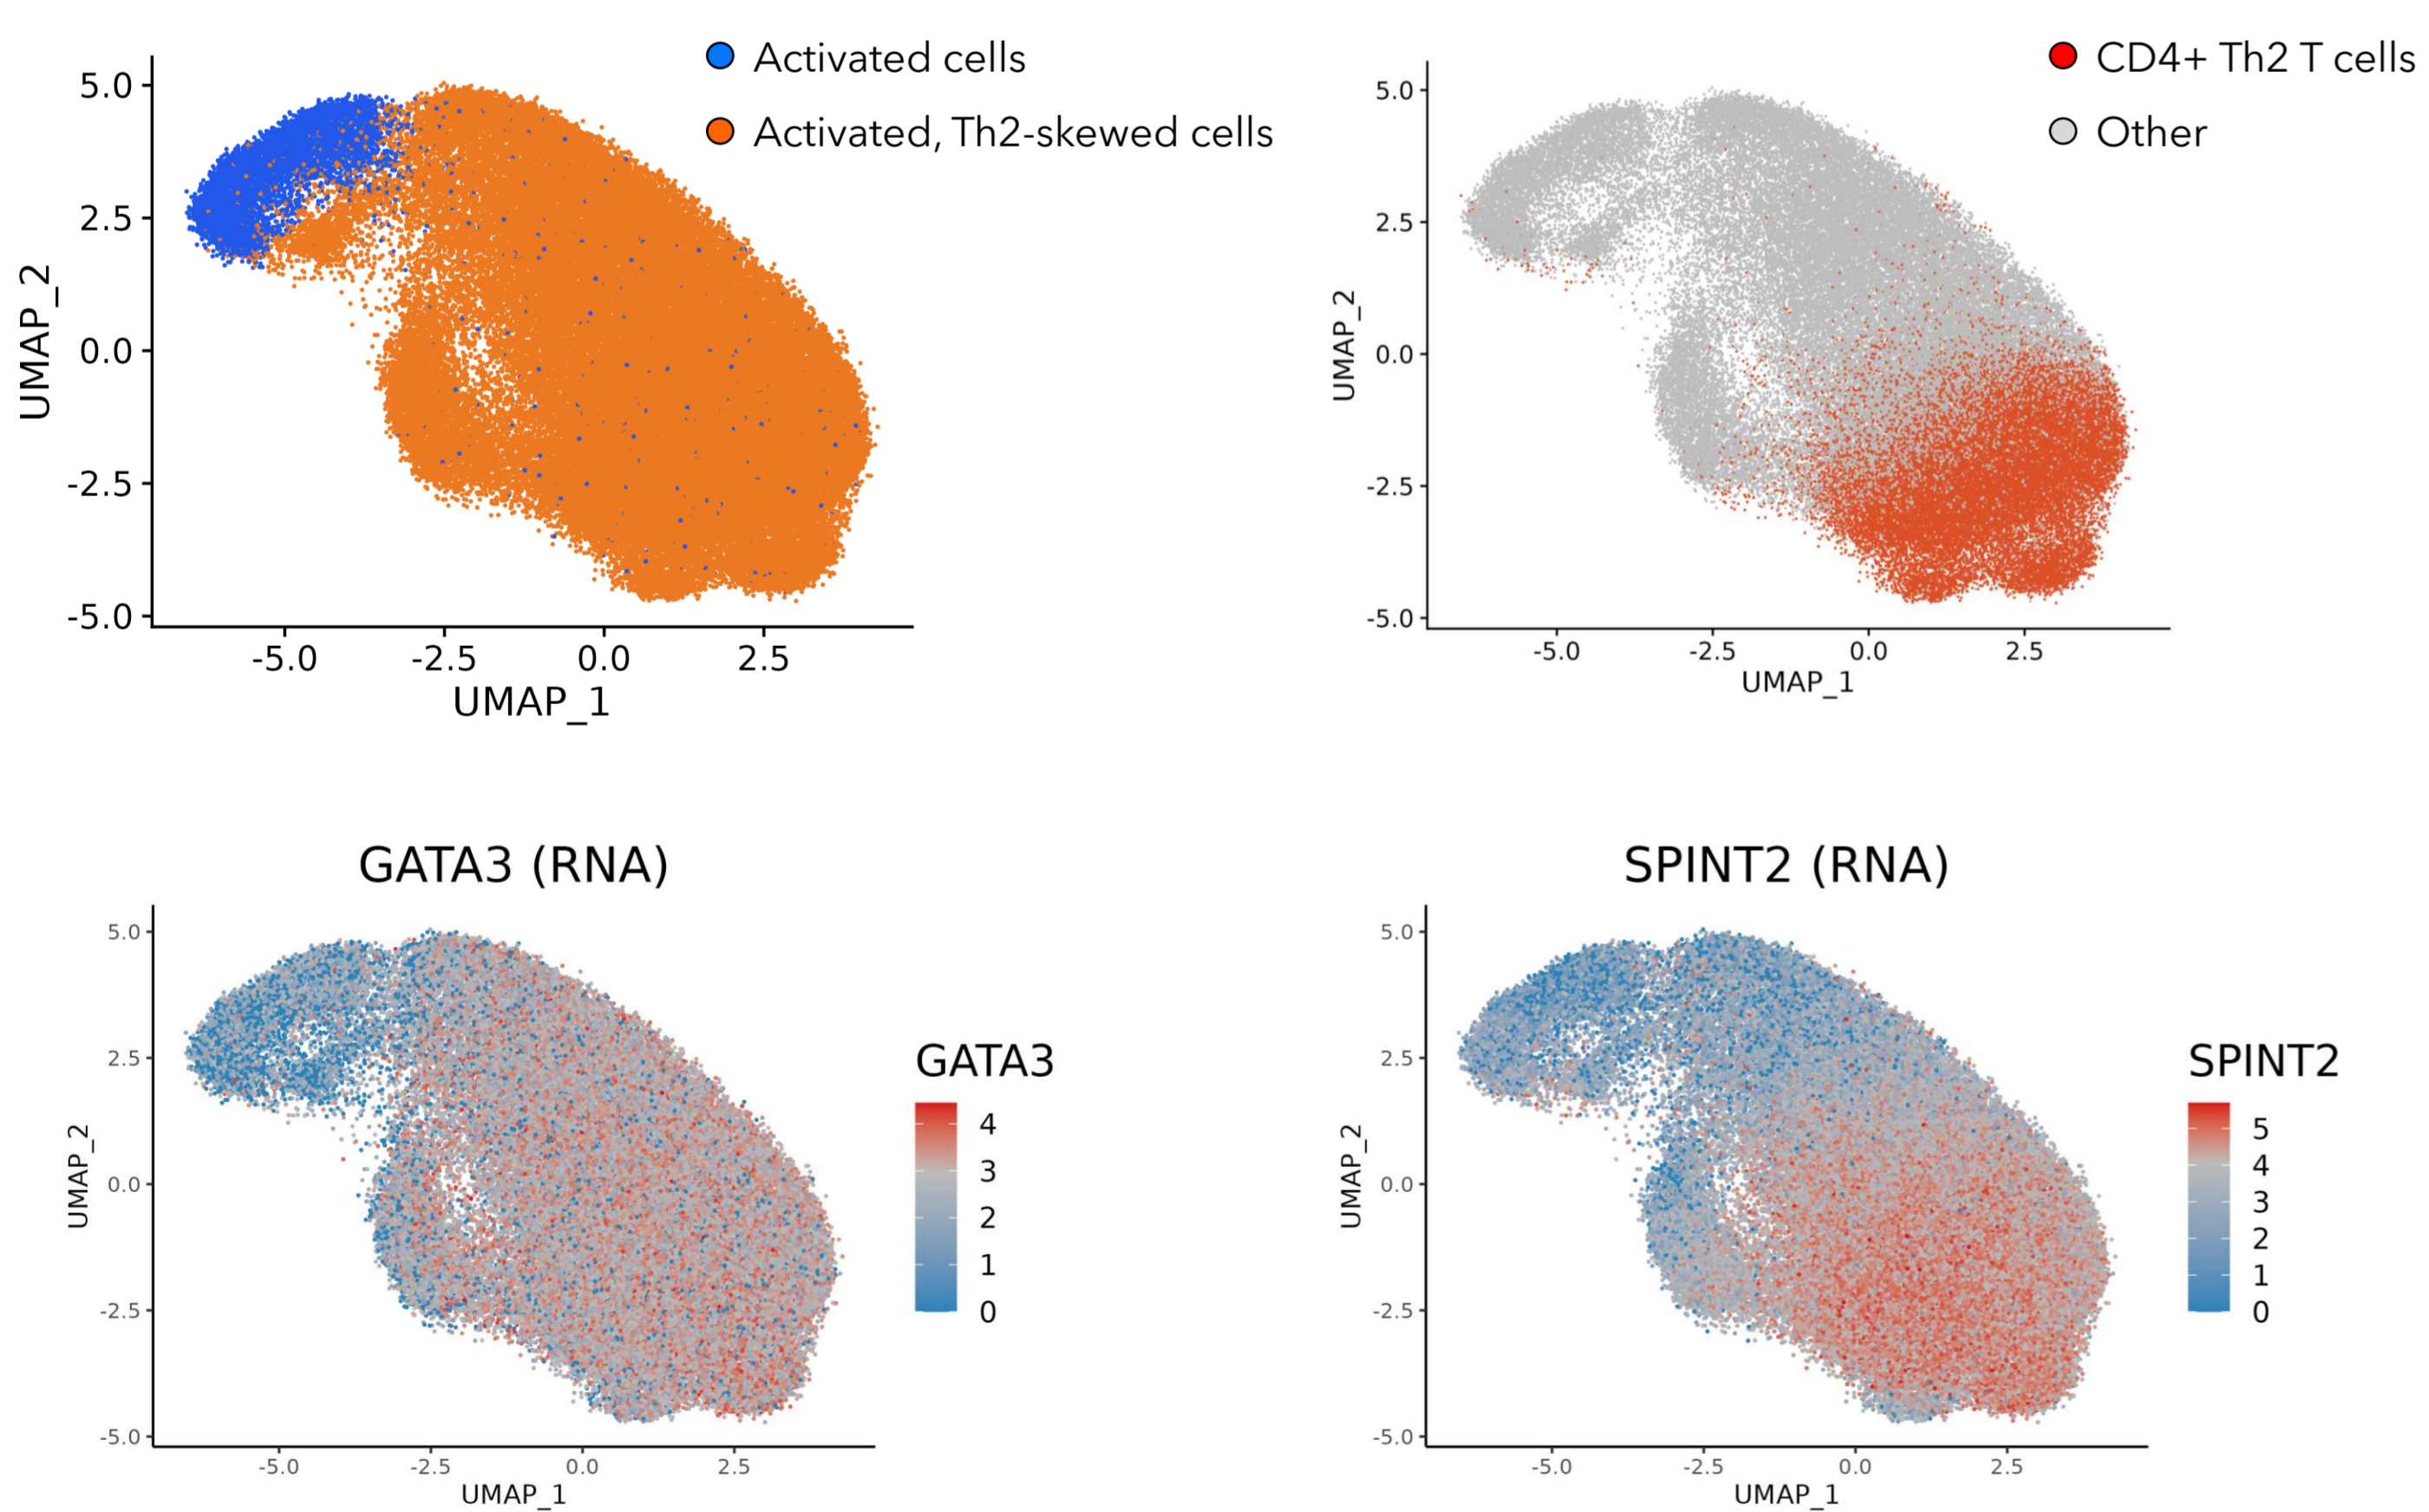 Activated cells
Activated, Th2-skewed cells
5.0
2.5
0.0
-2.5
-5.0
UMAP_2
-5.0 -2.5 0.0 2.5
UMAP_1
CD4+ Th2 T cells
Other
5.0
2.5
0.0
-2.5
-5.0
UMAP_2
-5.0 -2.5 0.0 2.5
UMAP_1
GATA3 (RNA)
5.0
2.5
0.0
-2.5
-5.0
UMAP_2
-5.0 -2.5 0.0 2.5
UMAP_1
GATA3
4
3
2
1
0
SPINT2 (RNA)
5.0
2.5
0.0
-2.5
-5.0
UMAP_2
-5.0 -2.5 0.0 2.5
UMAP_1
SPINT2
5
4
3
2
1
0